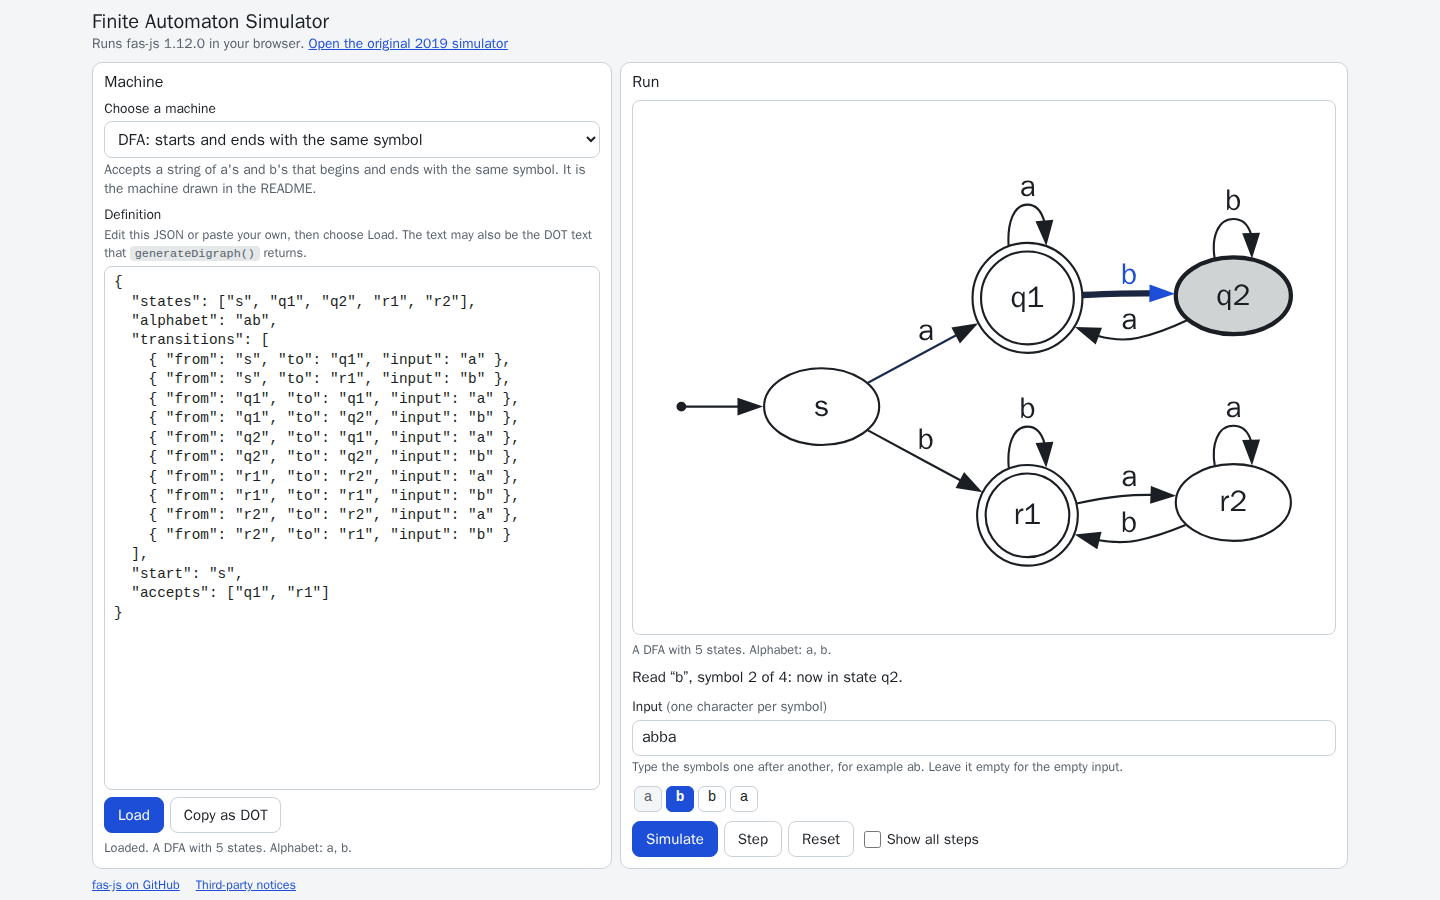 Finite Automaton Simulator
Runs fas-js 1.12.0 in your browser. Open the original 2019 simulator
Machine
Choose a machine
DFA: starts and ends with the same symbol
Accepts a string of a's and b's that begins and ends with the same symbol. It is
the machine drawn in the README.
Definition
Edit this JSON or paste your own, then choose Load. The text may also be the DOT text
that generateDigraph() returns.
{
  "states": ["s", "q1", "q2", "r1", "r2"],
  "alphabet": "ab",
  "transitions": [
    { "from": "s", "to": "q1", "input": "a" },
    { "from": "s", "to": "r1", "input": "b" },
    { "from": "q1", "to": "q1", "input": "a" },
    { "from": "q1", "to": "q2", "input": "b" },
    { "from": "q2", "to": "q1", "input": "a" },
    { "from": "q2", "to": "q2", "input": "b" },
    { "from": "r1", "to": "r2", "input": "a" },
    { "from": "r1", "to": "r1", "input": "b" },
    { "from": "r2", "to": "r2", "input": "a" },
    { "from": "r2", "to": "r1", "input": "b" }
  ],
  "start": "s",
  "accepts": ["q1", "r1"]
}
Load Copy as DOT
Loaded. A DFA with 5 states. Alphabet: a, b.
Run
a
b
q1
b
q2
a
a
s
b
b
a
r1
a
r2
b
A DFA with 5 states. Alphabet: a, b.
Read “b”, symbol 2 of 4: now in state q2.
Input (one character per symbol)
abba
Type the symbols one after another, for example ab. Leave it empty for the empty input.
a b b a
Simulate Step Reset Show all steps
fas-js on GitHub Third-party notices